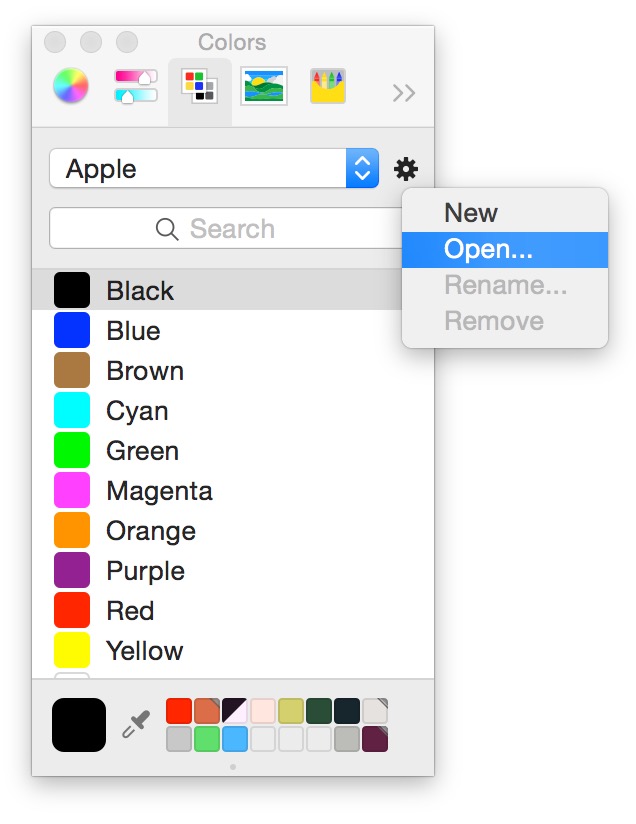 Colors
Apple
Search
New
Open...
Rename...
Remove
Black
Blue
Brown
Cyan
Green
Magenta
Orange
Purple
Red
Yellow